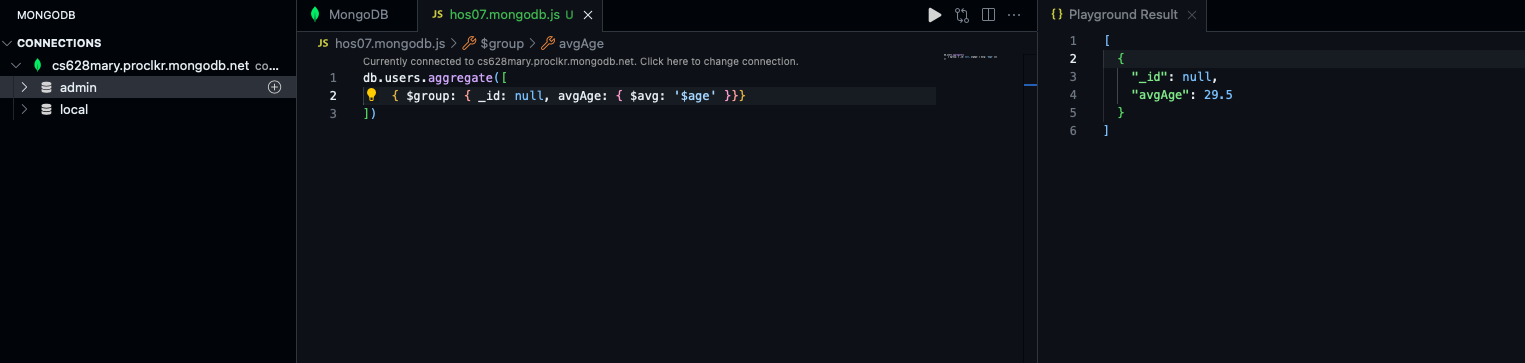 MONGODB
CONNECTIONS
cs628mary.proclkr.mongodb.net co...
admin
local
MongoDB
JS hos07.mongodb.js U
JS hos07.mongodb.js > $group > avgAge
Currently connected to cs628mary.proclkr.mongodb.net. Click here to change connection.
1 db.users.aggregate([
2 { $group: { _id: null, avgAge: { $avg: '$age' }}}
3 ])
{} Playground Result
1 [
2 {
3 "_id": null,
4 "avgAge": 29.5
5 }
6 ]